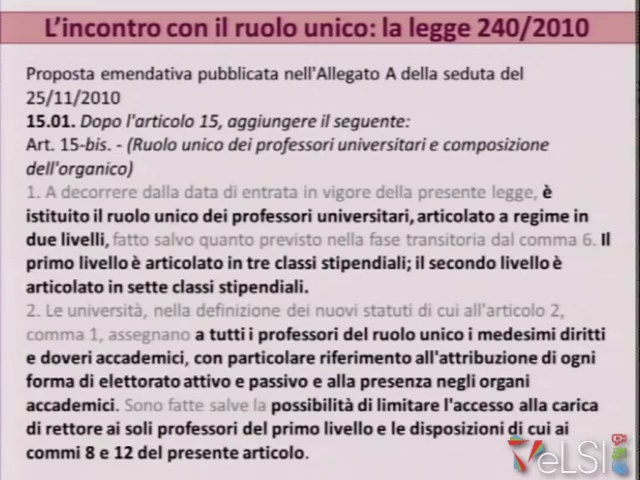 L'incontro con il ruolo unico: la legge 240/2010
Proposta emendativa pubblicata nell'Allegato A della seduta del
25/11/2010
15.01. Dopo l'articolo 15, aggiungere il seguente:
Art. 15-bis. - (Ruolo unico dei professori universitari e composizione
dell'organico)
1. A decorrere dalla data di entrata in vigore della presente legge, è
istituito il ruolo unico dei professori universitari, articolato a regime in
due livelli, fatto salvo quanto previsto nella fase transitoria dal comma 6. Il
primo livello è articolato in tre classi stipendiali; il secondo livello è
articolato in sette classi stipendiali.
2. Le università, nella definizione dei nuovi statuti di cui all'articolo 2,
comma 1, assegnano a tutti i professori del ruolo unico i medesimi diritti
e doveri accademici, con particolare riferimento all'attribuzione di ogni
forma di elettorato attivo e passivo e alla presenza negli organi
accademici. Sono fatte salve la possibilità di limitare l'accesso alla carica
di rettore ai soli professori del primo livello e le disposizioni di cui ai
commi 8 e 12 del presente articolo.
VeLSI